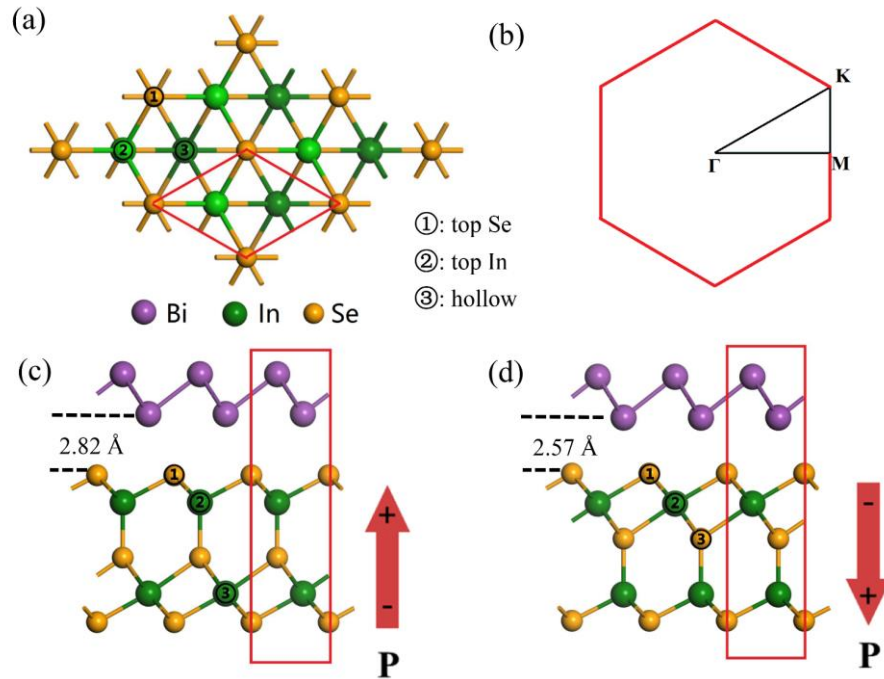 (a)
①
② ③
①: top Se
②: top In
③: hollow
Bi In Se
(b)
K
Γ
M
(c)
2.82 Å
①
②
③
+
-
P
(d)
2.57 Å
①
②
③
-
+
P